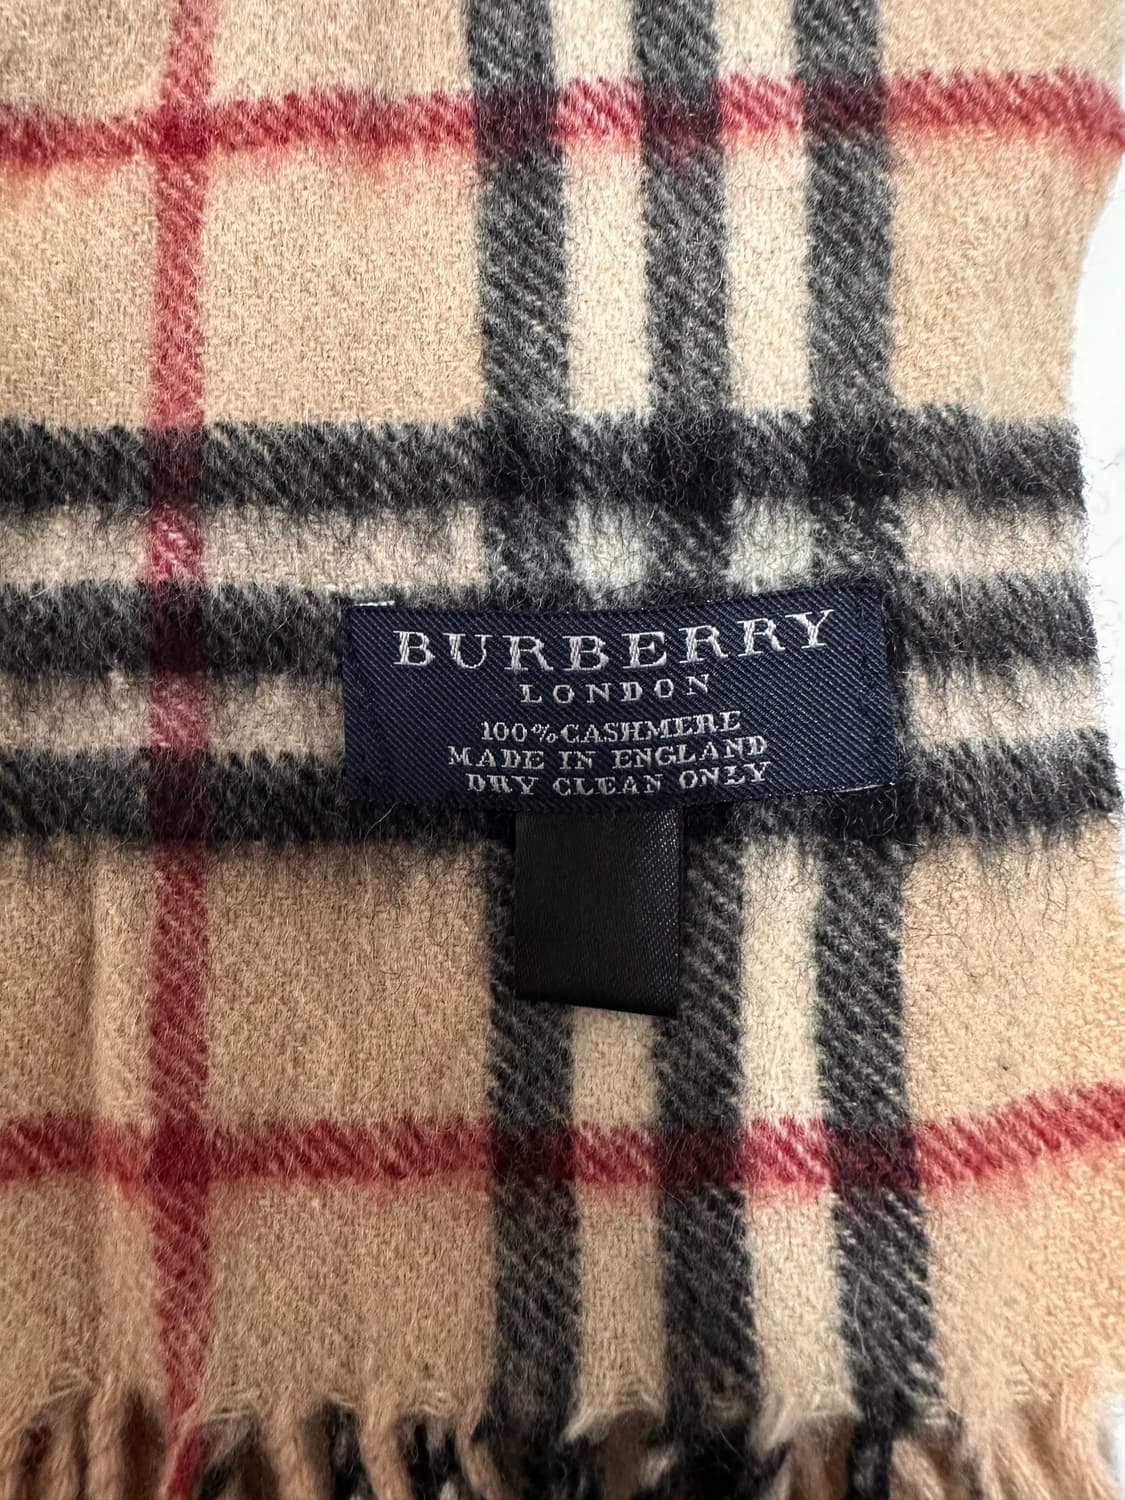 BURBERRY
LONDON
100% CASHMERE
MADE IN ENGLAND
DRY CLEAN ONLY